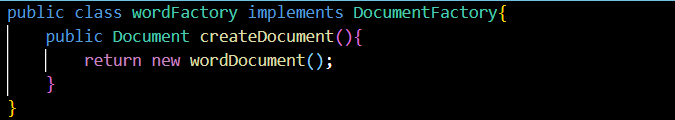 public class wordFactory implements DocumentFactory{
    public Document createDocument(){
        return new wordDocument();
    }
}